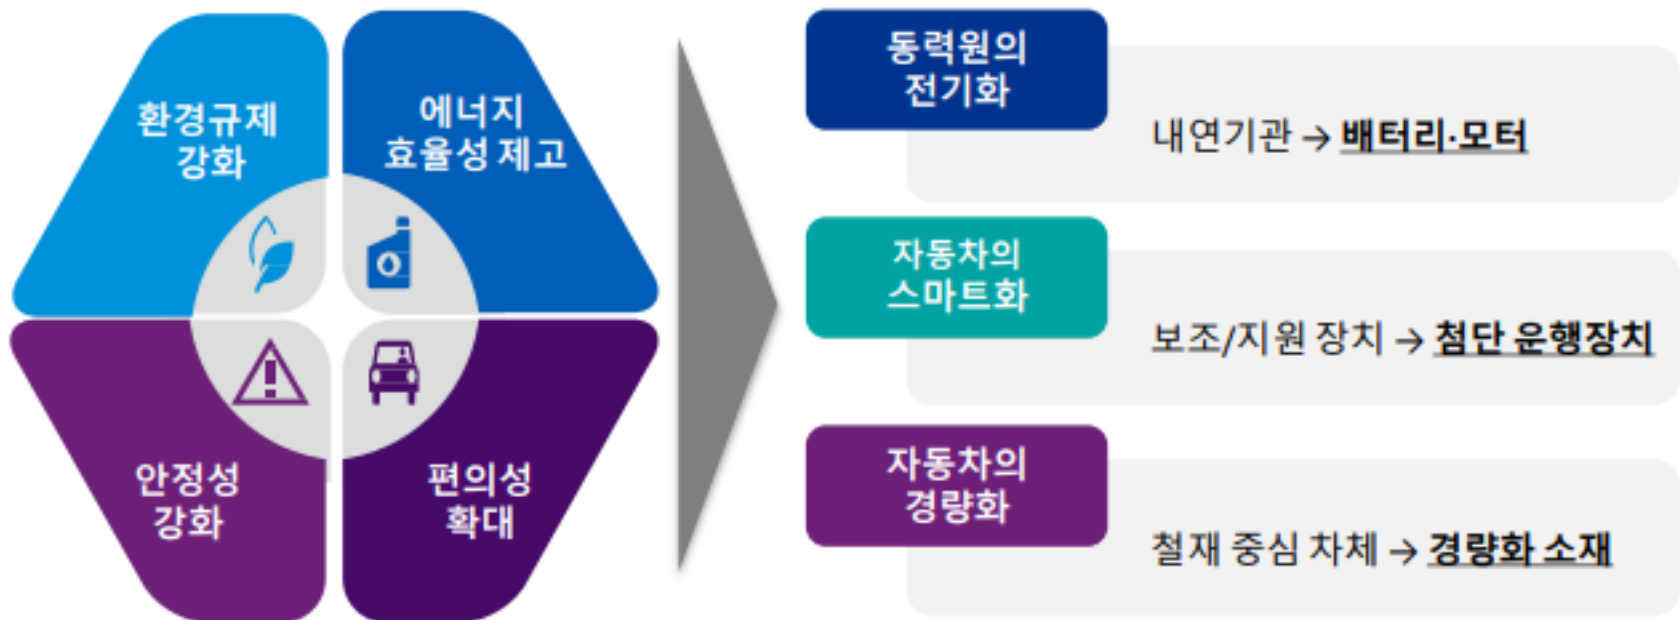 환경규제
강화
에너지
효율성 제고
안정성
강화
편의성
확대
동력원의
전기화
내연기관 → 배터리·모터
자동차의
스마트화
보조/지원 장치 → 첨단 운행장치
자동차의
경량화
철재 중심 차체 → 경량화 소재